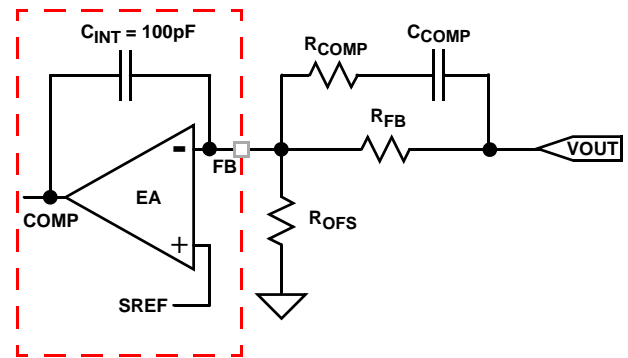 CINT = 100pF
RCOMP
CCOMP
RFB
VOUT
-
FB
EA
COMP
ROFS
+
SREF